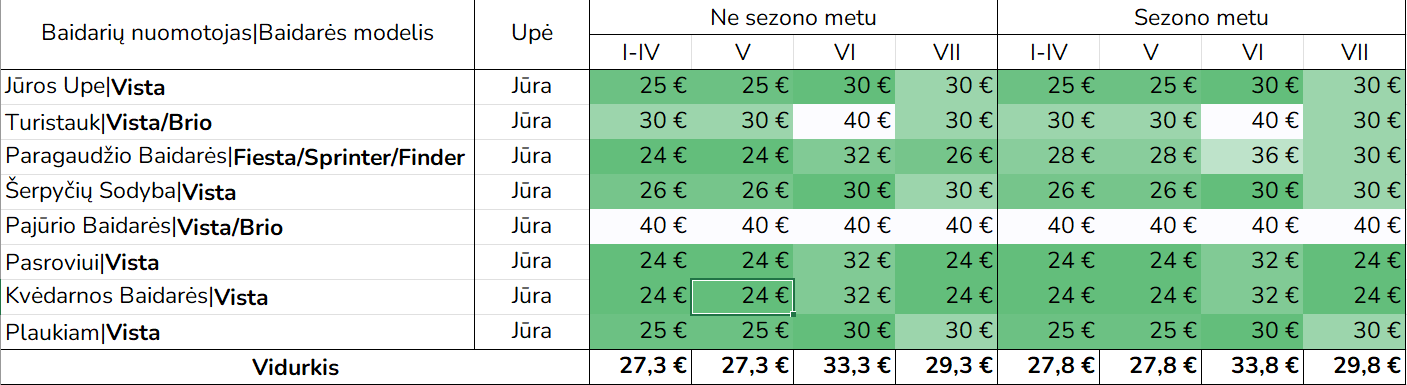 Baidarių nuomotojas|Baidarės modelis Upė Ne sezono metu Sezono metu
I-IV V VI VII I-IV V VI VII
Jūros Upe|Vista Jūra 25 € 25 € 30 € 30 € 25 € 25 € 30 € 30 €
Turistauk|Vista/Brio Jūra 30 € 30 € 40 € 30 € 30 € 30 € 40 € 30 €
Paragaudžio Baidarės|Fiesta/Sprinter/Finder Jūra 24 € 24 € 32 € 26 € 28 € 28 € 36 € 30 €
Šerpyčių Sodyba|Vista Jūra 26 € 26 € 30 € 30 € 26 € 26 € 30 € 30 €
Pajūrio Baidarės|Vista/Brio Jūra 40 € 40 € 40 € 40 € 40 € 40 € 40 € 40 €
Pasroviui|Vista Jūra 24 € 24 € 32 € 24 € 24 € 24 € 32 € 24 €
Kvėdarnos Baidarės|Vista Jūra 24 € 24 € 32 € 24 € 24 € 24 € 32 € 24 €
Plaukiam|Vista Jūra 25 € 25 € 30 € 30 € 25 € 25 € 30 € 30 €
Vidurkis 27,3 € 27,3 € 33,3 € 29,3 € 27,8 € 27,8 € 33,8 € 29,8 €